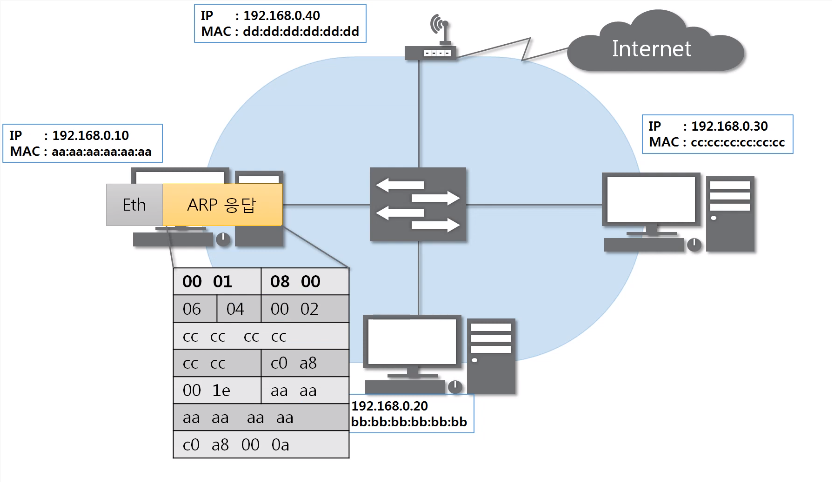 IP : 192.168.0.40
MAC : dd:dd:dd:dd:dd:dd
Internet
IP : 192.168.0.10
MAC : aa:aa:aa:aa:aa:aa
IP : 192.168.0.30
MAC : cc:cc:cc:cc:cc:cc
Eth ARP 응답
00 01 08 00
06 04 00 02
cc cc cc cc
cc cc c0 a8
00 1e aa aa
aa aa aa aa
c0 a8 00 0a
192.168.0.20
bb:bb:bb:bb:bb:bb